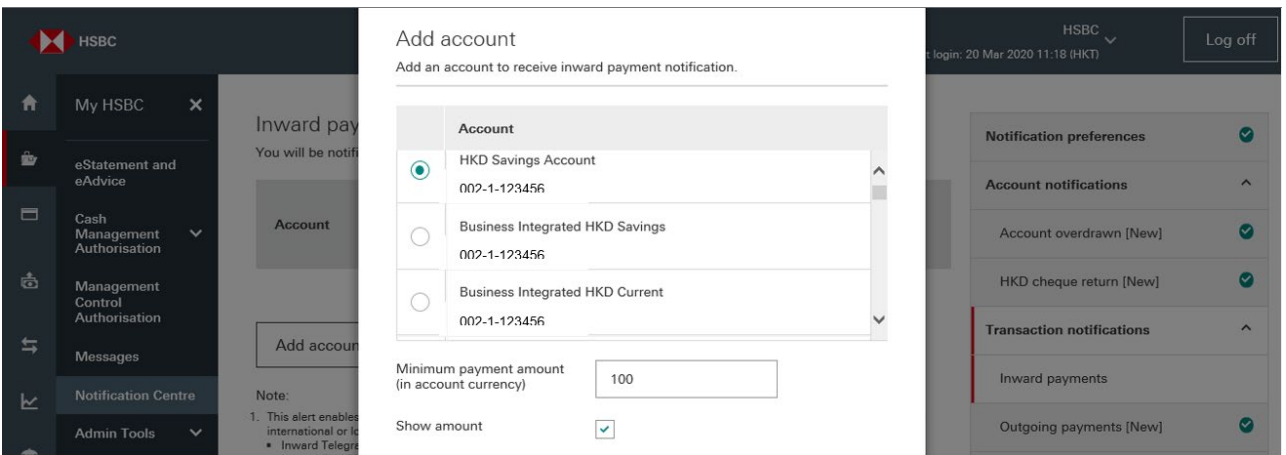 HSBC
HSBC
t login: 20 Mar 2020 11:18 (HKT)
Log off
My HSBC
eStatement and
eAdvice
Cash
Management
Authorisation
Management
Control
Authorisation
Messages
Notification Centre
Admin Tools
Inward pay
You will be notifi
Account
Add accoun
Note:
1. This alert enables
international or lo
▪ Inward Telegra
Add account
Add an account to receive inward payment notification.
Account
HKD Savings Account
002-1-123456
Business Integrated HKD Savings
002-1-123456
Business Integrated HKD Current
002-1-123456
Minimum payment amount
(in account currency)
100
Show amount
Notification preferences
Account notifications
Account overdrawn [New]
HKD cheque return [New]
Transaction notifications
Inward payments
Outgoing payments [New]